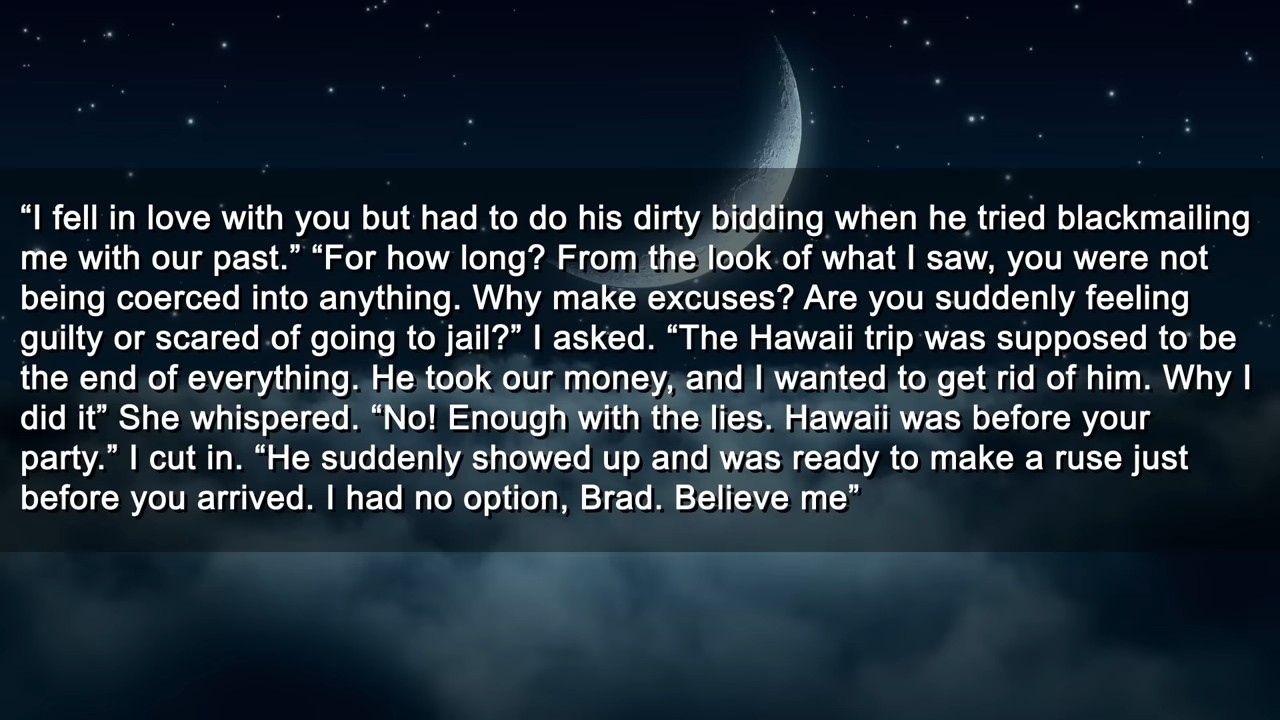 “I fell in love with you but had to do his dirty bidding when he tried blackmailing
me with our past.” “For how long? From the look of what I saw, you were not
being coerced into anything. Why make excuses? Are you suddenly feeling
guilty or scared of going to jail?” I asked. “The Hawaii trip was supposed to be
the end of everything. He took our money, and I wanted to get rid of him. Why I
did it” She whispered. “No! Enough with the lies. Hawaii was before your
party.” I cut in. “He suddenly showed up and was ready to make a ruse just
before you arrived. I had no option, Brad. Believe me”